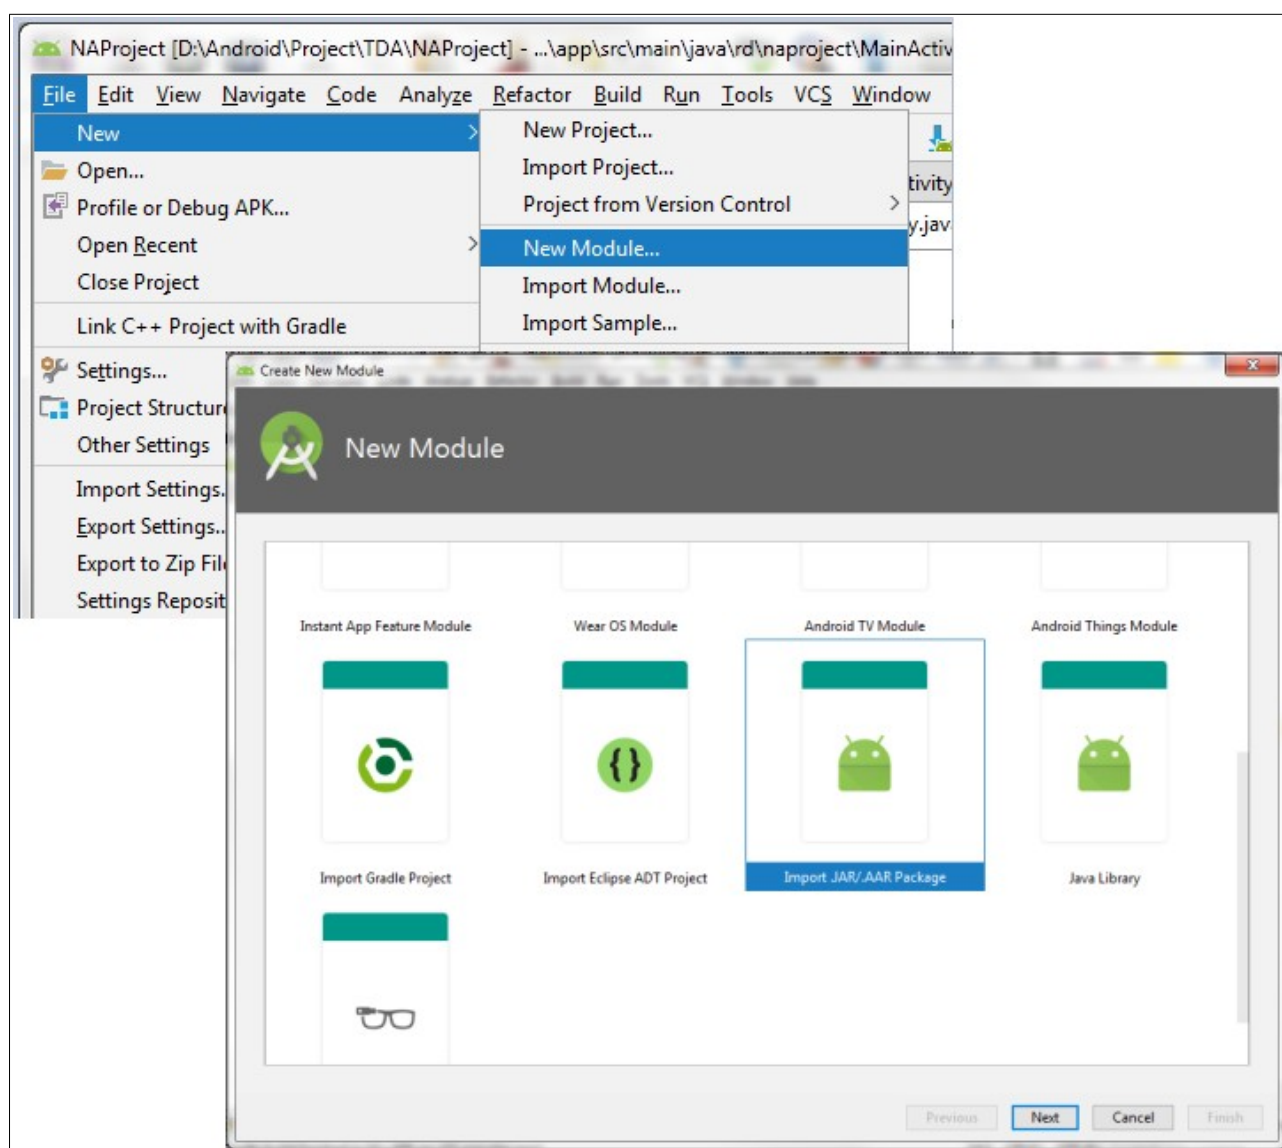 NAProject [D:\Android\Project\TDA\NAProject] - ...\app\src\main\java\rd\naproject\MainActiv
File Edit View Navigate Code Analyze Refactor Build Run Tools VCS Window
New
Open...
Profile or Debug APK...
Open Recent
Close Project
Link C++ Project with Gradle
Settings...
Project Structur
Other Settings
Import Settings.
Export Settings..
Export to Zip Fil
Settings Reposit
New Project...
Import Project...
Project from Version Control
New Module...
Import Module...
Import Sample...
tivity
y.jav
Create New Module
New Module
Instant App Feature Module
Wear OS Module
Android TV Module
Android Things Module
Import Gradle Project
Import Eclipse ADT Project
Import .JAR/.AAR Package
Java Library
Previous
Next
Cancel
Finish